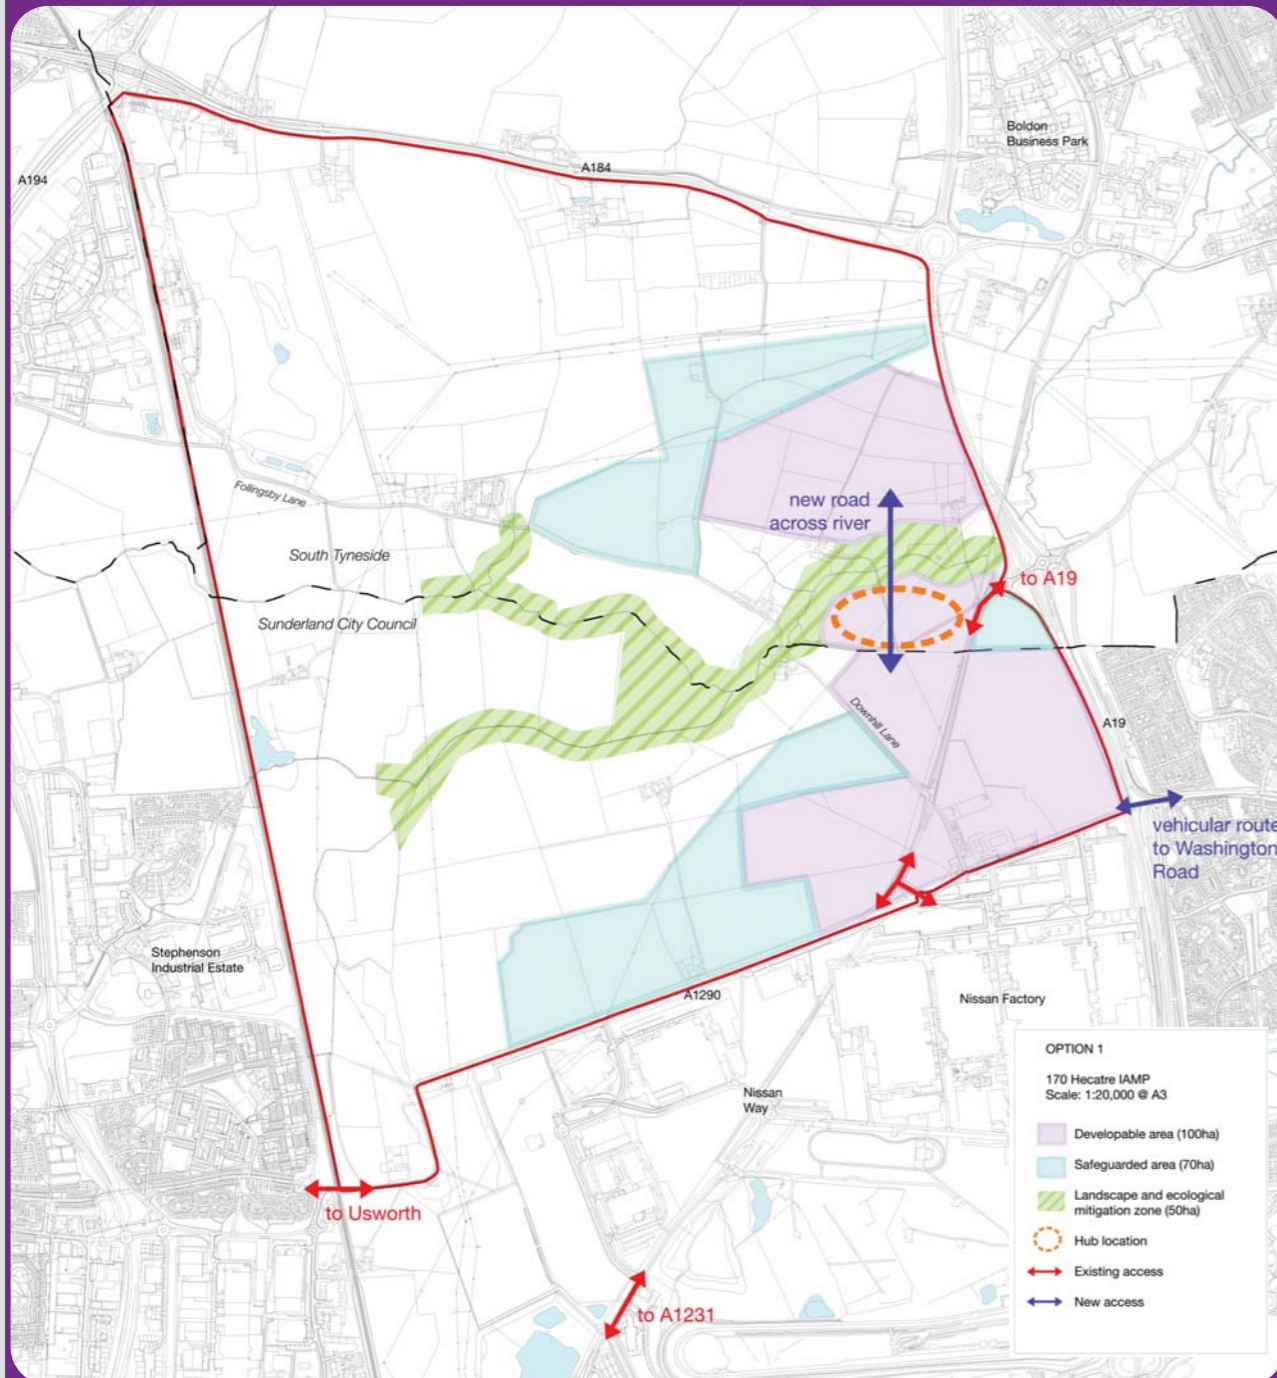 Boldon
Business Park
A184
A194
Follingsby Lane
new road
across river
South Tyneside
to A19
Sunderland City Council
Downhill Lane
A19
vehicular route
to Washington
Road
Stephenson
Industrial Estate
A1290
Nissan Factory
Nissan
Way
to Usworth
to A1231
OPTION 1
170 Hecatre IAMP
Scale: 1:20,000 @ A3
Developable area (100ha)
Safeguarded area (70ha)
Landscape and ecological
mitigation zone (50ha)
Hub location
Existing access
New access